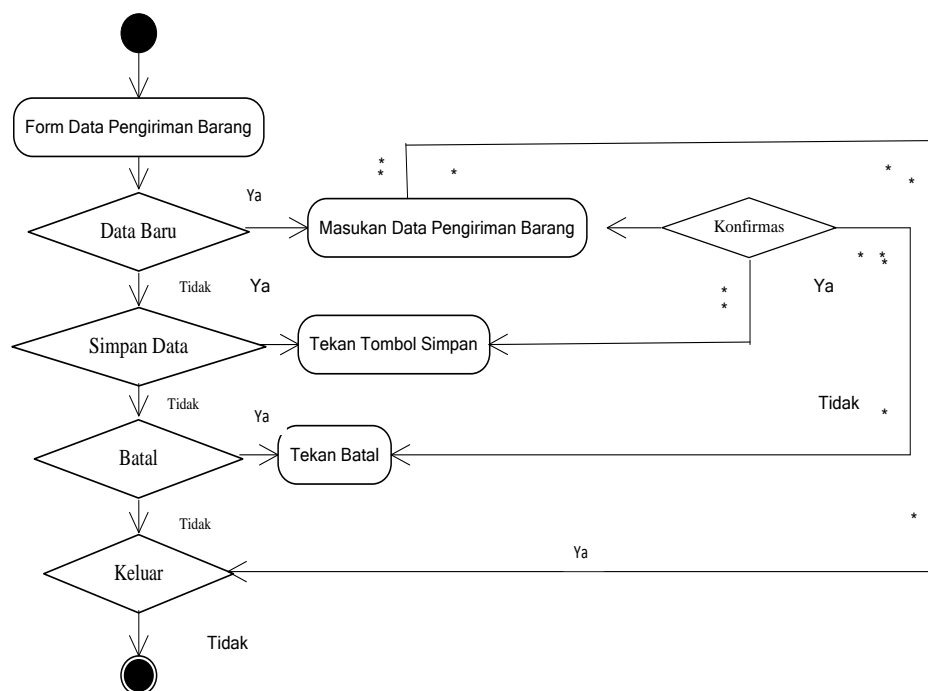 Form Data Pengiriman Barang
*
*
*
*
*
Ya
Data Baru
Masukan Data Pengiriman Barang
Konfirmas
* *
*
Tidak
Ya
*
*
Ya
Simpan Data
Tekan Tombol Simpan
Tidak
Ya
Tidak
*
Batal
Tekan Batal
Tidak
*
Ya
Keluar
Tidak